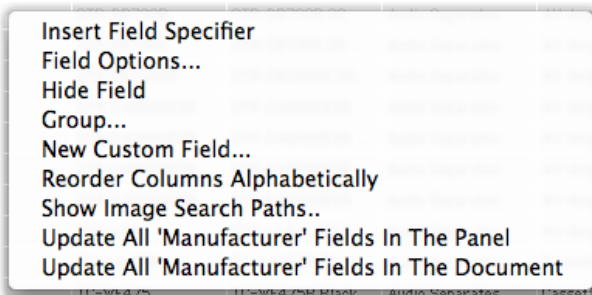 Insert Field Specifier
Field Options...
Hide Field
Group...
New Custom Field...
Reorder Columns Alphabetically
Show Image Search Paths..
Update All 'Manufacturer' Fields In The Panel
Update All 'Manufacturer' Fields In The Document